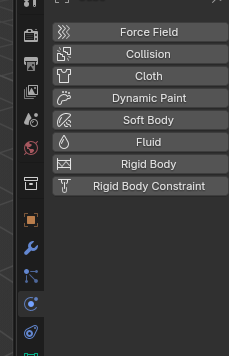 Force Field
Collision
Cloth
Dynamic Paint
Soft Body
Fluid
Rigid Body
Rigid Body Constraint